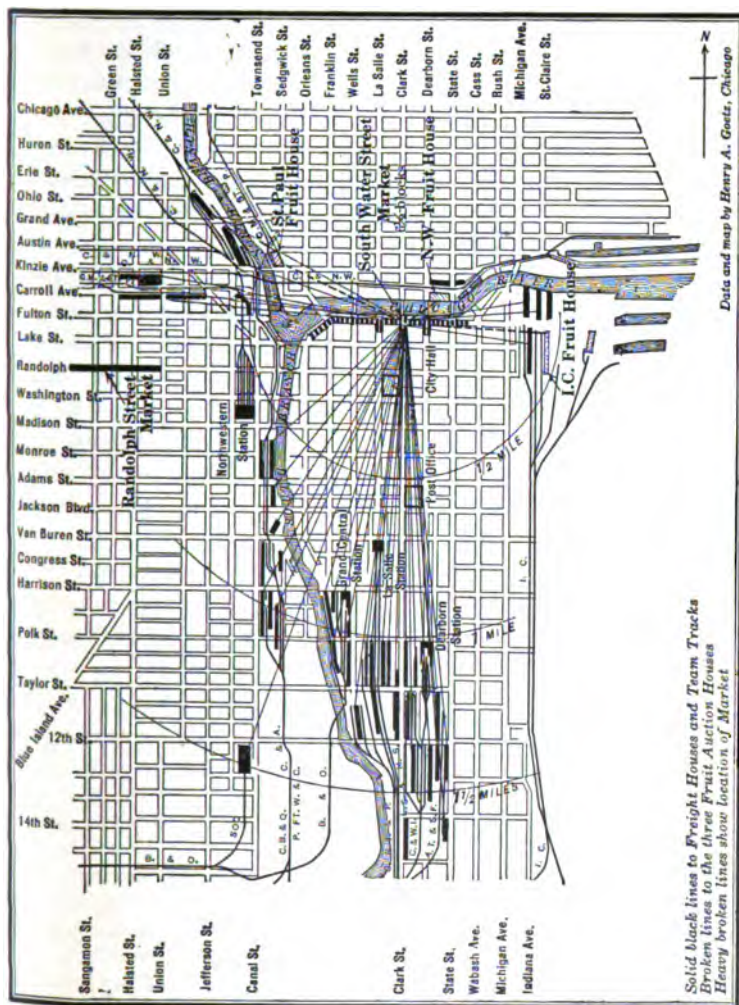 Green St.
Halsted St.
Union St.
Townsend St.
Sedgwick St.
Orleans St.
Franklin St.
Wells St.
La Salle St.
Clark St.
Dearborn St.
State St.
Cass St.
Rush St.
Michigan Ave.
St. Claire St.
N
Chicago Ave.
Huron St.
Erie St.
Ohio St.
Grand Ave.
Austin Ave.
Kinzie Ave.
Carroll Ave.
Fulton St.
Lake St.
Randolph
Washington St.
Madison St.
Monroe St.
Adams St.
Jackson Blvd.
Van Buren St.
Congress St.
Harrison St.
Polk St.
Taylor St.
Blue Island Ave.
12th St.
14th St.
St. Paul
Fruit House
South Water Street
Market
N.W. Fruit House
I.C. Fruit House
Randolph Street
Market
Northwestern
Station
City Hall
Post Office
Grand Central
Station
La Salle
Station
Dearborn
Station
1/2 MILE
1 MILE
1 1/2 MILES
C. & N. W.
RIVER
C. & A.
C. B. & Q.
P. FT. W. & C.
B. & O.
B. & O.
C. & W. I.
A. T. & S. F.
I. C.
I. C.
Sangamon St.
Halsted St.
Union St.
Jefferson St.
Canal St.
Clark St.
State St.
Wabash Ave.
Michigan Ave.
Indiana Ave.
Solid black lines to Freight Houses and Team Tracks
Broken lines to the three Fruit Auction Houses
Heavy broken lines show location of Market
Data and map by Henry A. Goetz, Chicago